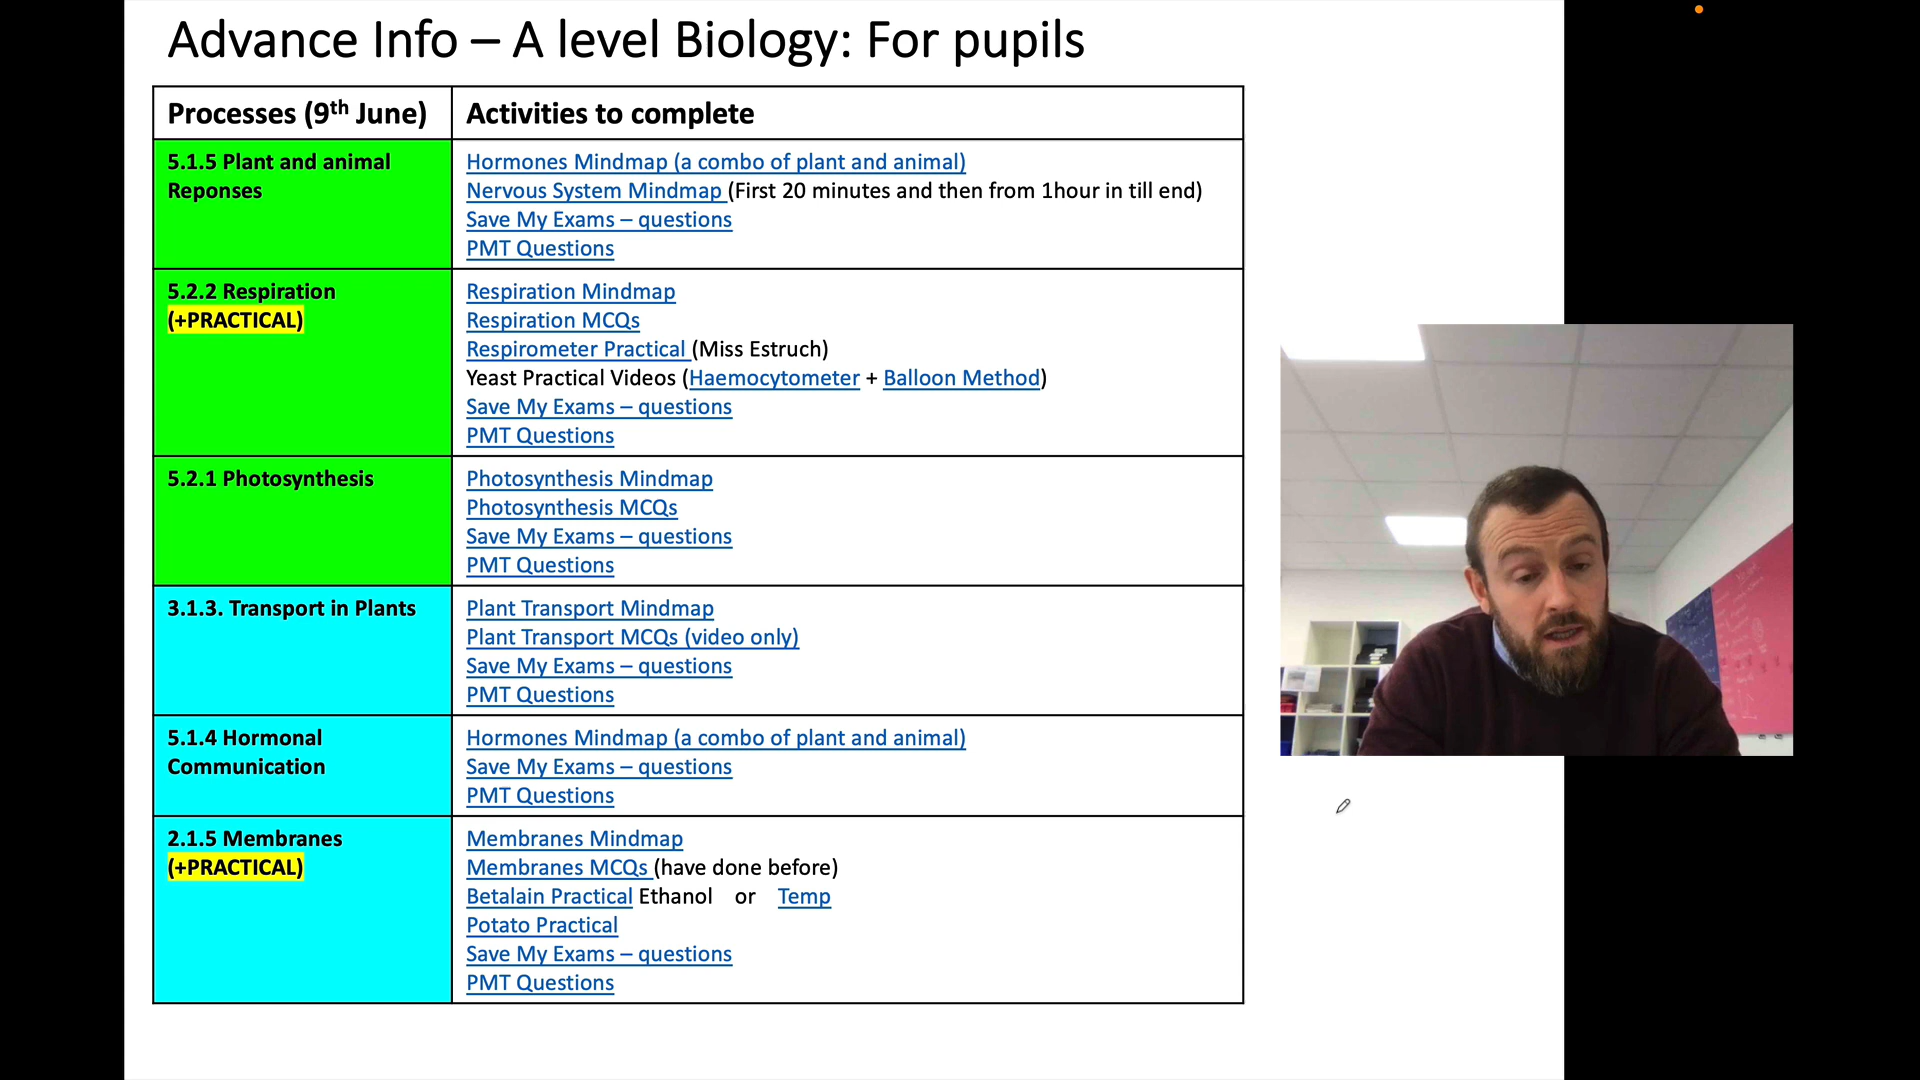 Advance Info – A level Biology: For pupils
Processes (9th June)
Activities to complete
5.1.5 Plant and animal
Reponses
Hormones Mindmap (a combo of plant and animal)
Nervous System Mindmap (First 20 minutes and then from 1hour in till end)
Save My Exams – questions
PMT Questions
5.2.2 Respiration
(+PRACTICAL)
Respiration Mindmap
Respiration MCQs
Respirometer Practical (Miss Estruch)
Yeast Practical Videos (Haemocytometer + Balloon Method)
Save My Exams – questions
PMT Questions
5.2.1 Photosynthesis
Photosynthesis Mindmap
Photosynthesis MCQs
Save My Exams – questions
PMT Questions
3.1.3. Transport in Plants
Plant Transport Mindmap
Plant Transport MCQs (video only)
Save My Exams – questions
PMT Questions
5.1.4 Hormonal
Communication
Hormones Mindmap (a combo of plant and animal)
Save My Exams – questions
PMT Questions
2.1.5 Membranes
(+PRACTICAL)
Membranes Mindmap
Membranes MCQs (have done before)
Betalain Practical Ethanol or Temp
Potato Practical
Save My Exams – questions
PMT Questions